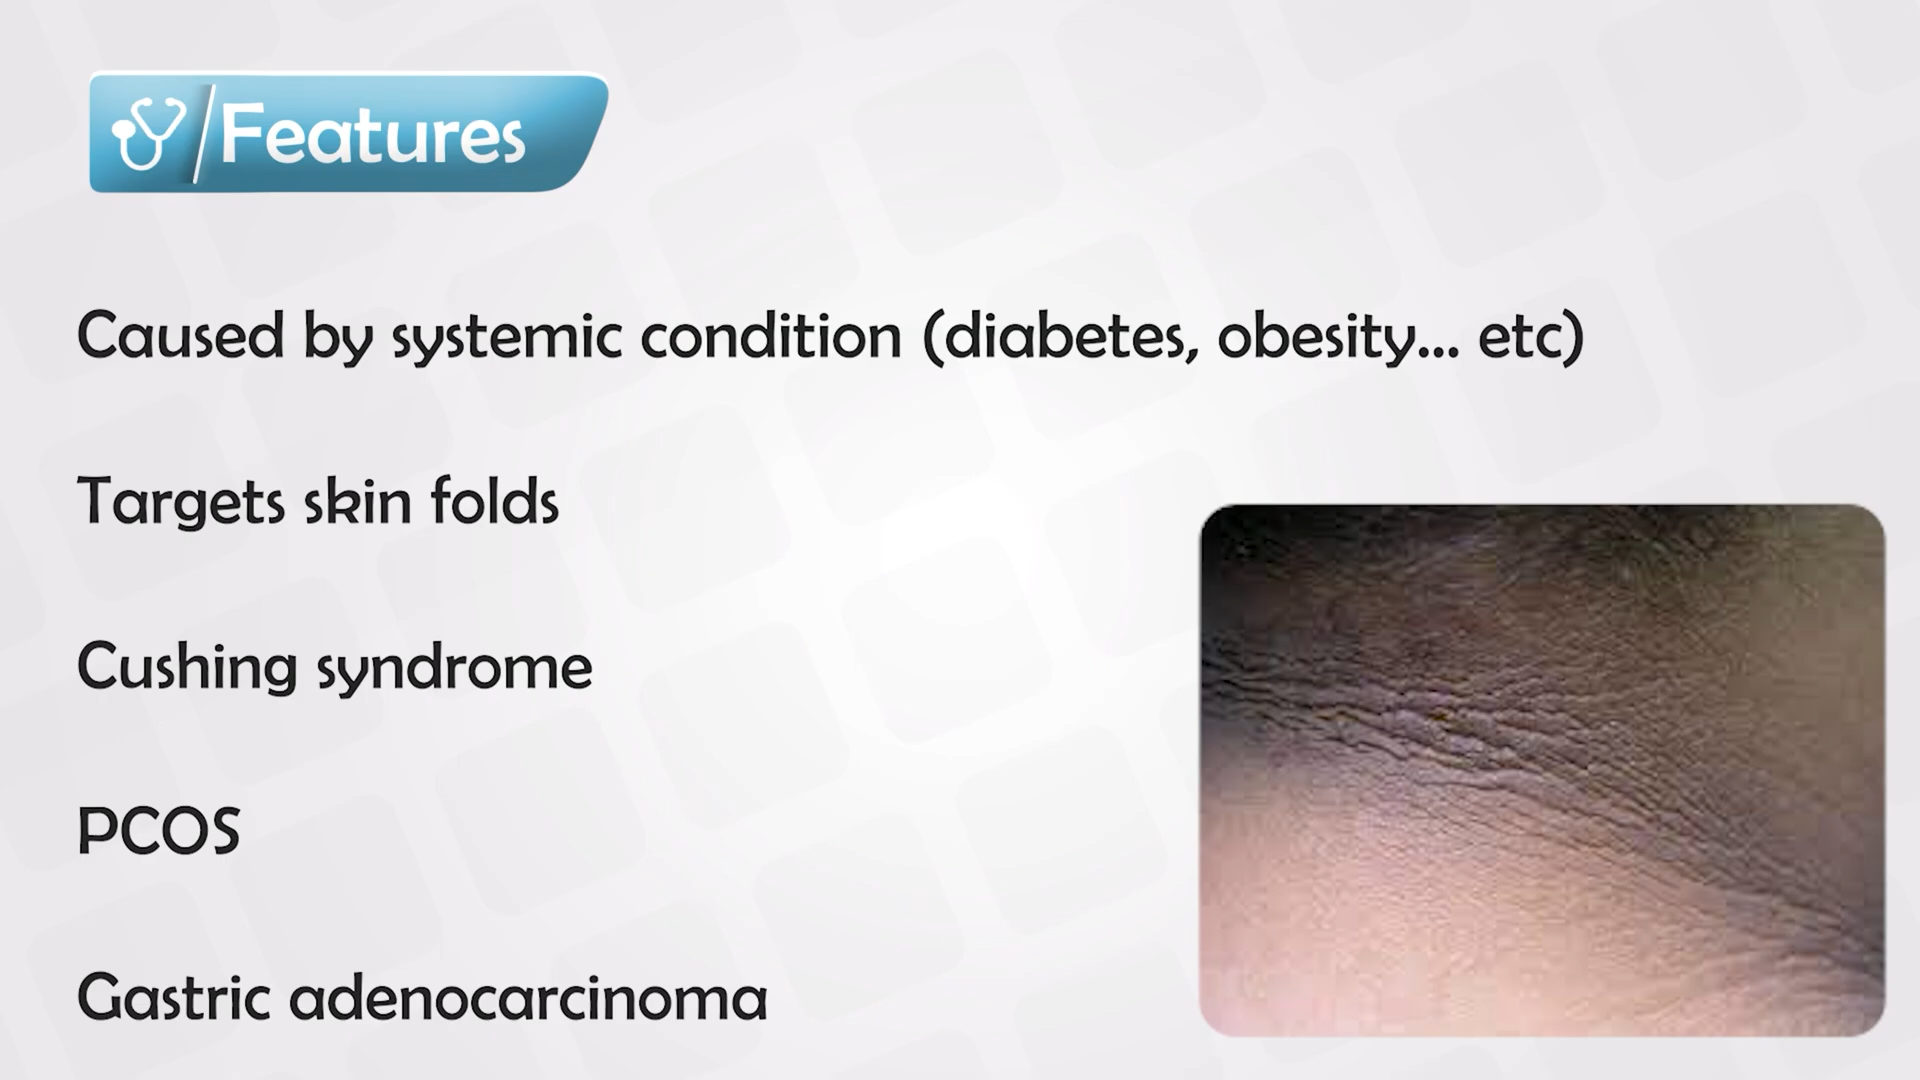 Features
Caused by systemic condition (diabetes, obesity... etc)
Targets skin folds
Cushing syndrome
PCOS
Gastric adenocarcinoma